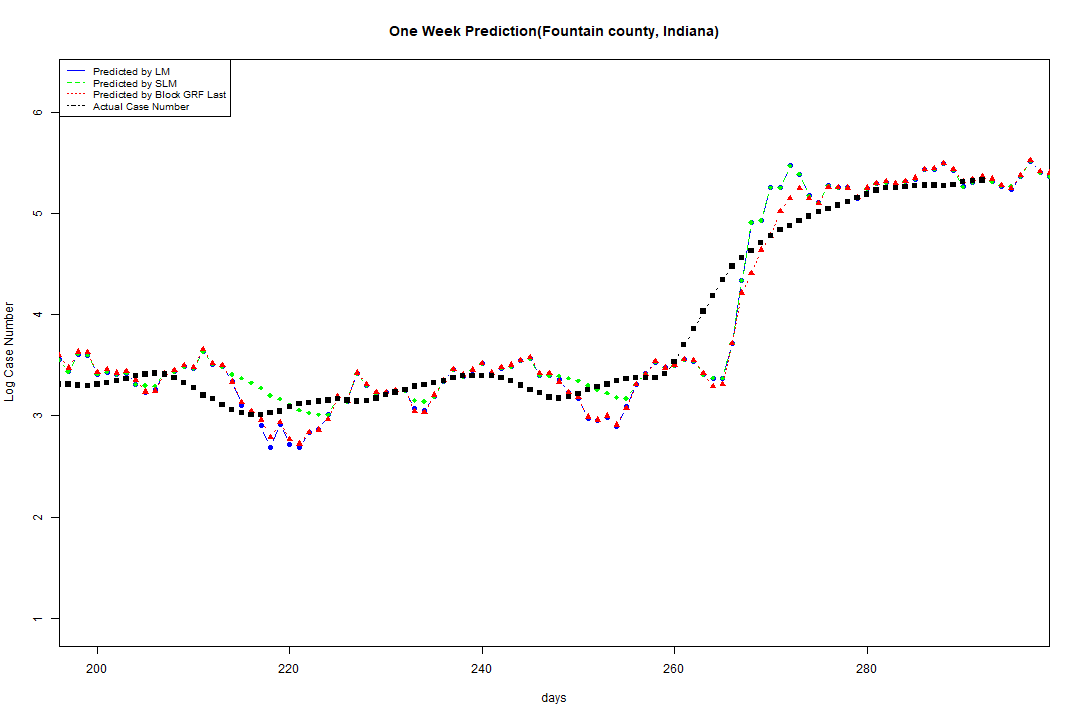 One Week Prediction(Fountain county, Indiana)
Predicted by LM
Predicted by SLM
Predicted by Block GRF Last
Actual Case Number
6
5
4
3
2
1
Log Case Number
200 220 240 260 280
days